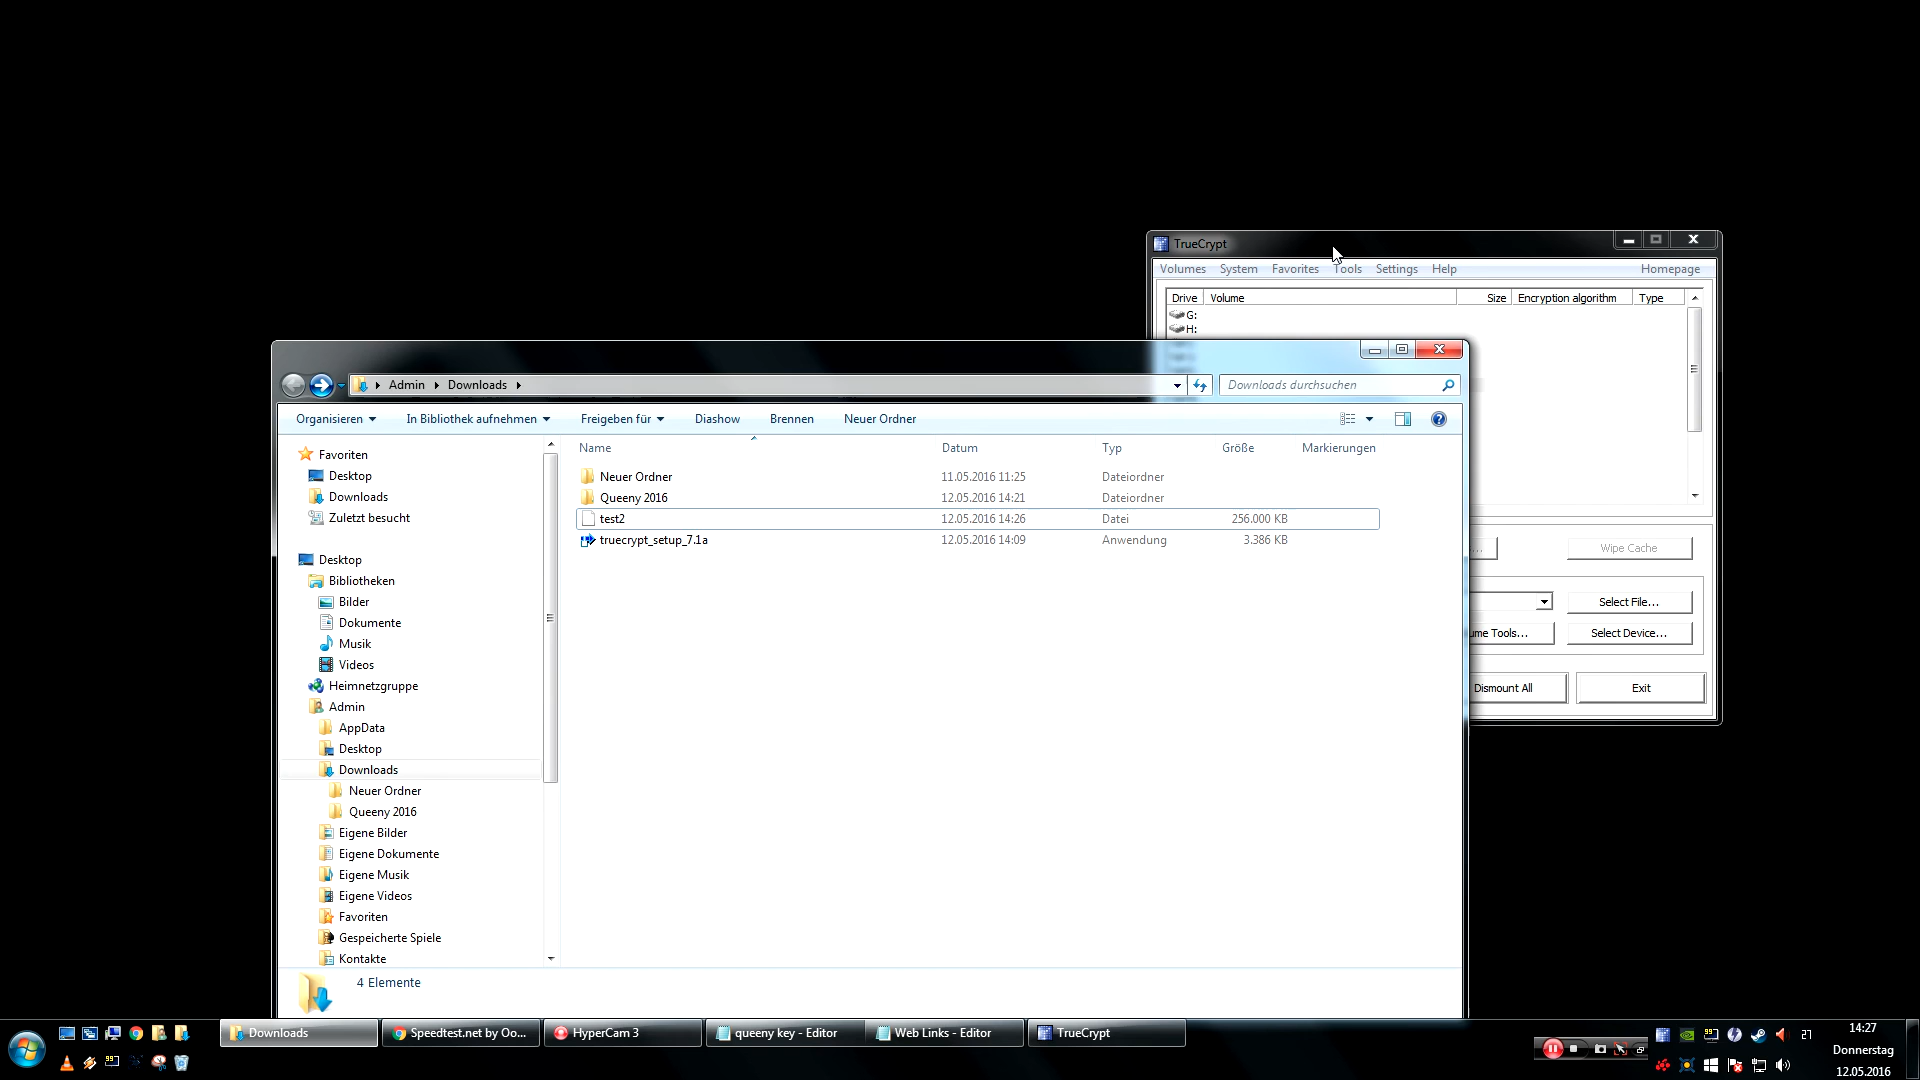 TrueCrypt
Volumes System Favorites Tools Settings Help Homepage
Drive Volume Size Encryption algorithm Type
G:
H:
Admin Downloads
Downloads durchsuchen
Organisieren In Bibliothek aufnehmen Freigeben für Diashow Brennen Neuer Ordner
Name Datum Typ Größe Markierungen
Neuer Ordner 11.05.2016 11:25 Dateiordner
Queeny 2016 12.05.2016 14:21 Dateiordner
test2 12.05.2016 14:26 Datei 256.000 KB
truecrypt_setup_7.1a 12.05.2016 14:09 Anwendung 3.386 KB
Favoriten
Desktop
Downloads
Zuletzt besucht
Desktop
Bibliotheken
Bilder
Dokumente
Musik
Videos
Heimnetzgruppe
Admin
AppData
Desktop
Downloads
Neuer Ordner
Queeny 2016
Eigene Bilder
Eigene Dokumente
Eigene Musik
Eigene Videos
Favoriten
Gespeicherte Spiele
Kontakte
4 Elemente
... Wipe Cache
Select File...
ume Tools... Select Device...
Dismount All Exit
Downloads Speedtest.net by Oo... HyperCam 3 queeny key - Editor Web Links - Editor TrueCrypt
14:27
Donnerstag
12.05.2016